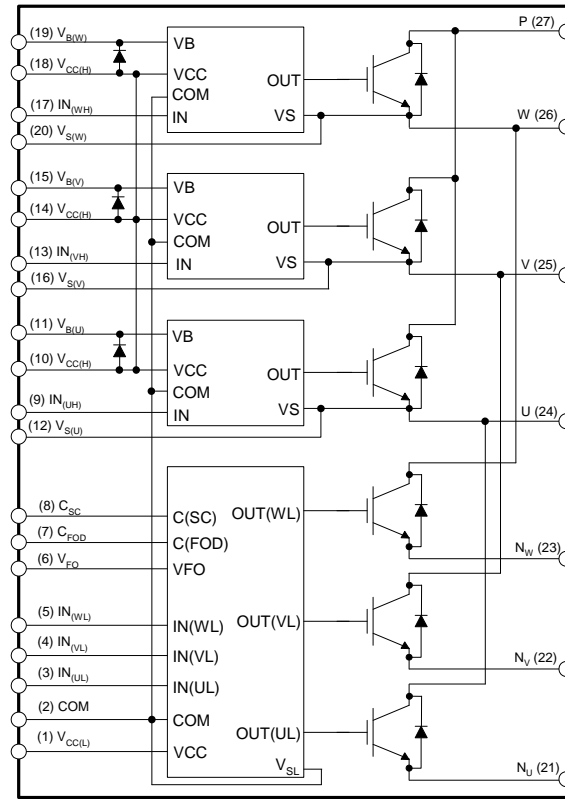 (19) VB(W)
(18) VCC(H)
(17) IN(WH)
(20) VS(W)
VB
VCC
COM
IN
OUT
VS
P (27)
W (26)
(15) VB(V)
(14) VCC(H)
(13) IN(VH)
(16) VS(V)
VB
VCC
COM
IN
OUT
VS
V (25)
(11) VB(U)
(10) VCC(H)
(9) IN(UH)
(12) VS(U)
VB
VCC
COM
IN
OUT
VS
U (24)
(8) CSC
(7) CFOD
(6) VFO
(5) IN(WL)
(4) IN(VL)
(3) IN(UL)
(2) COM
(1) VCC(L)
C(SC)
C(FOD)
VFO
IN(WL)
IN(VL)
IN(UL)
COM
VCC
OUT(WL)
OUT(VL)
OUT(UL)
VSL
NW (23)
NV (22)
NU (21)